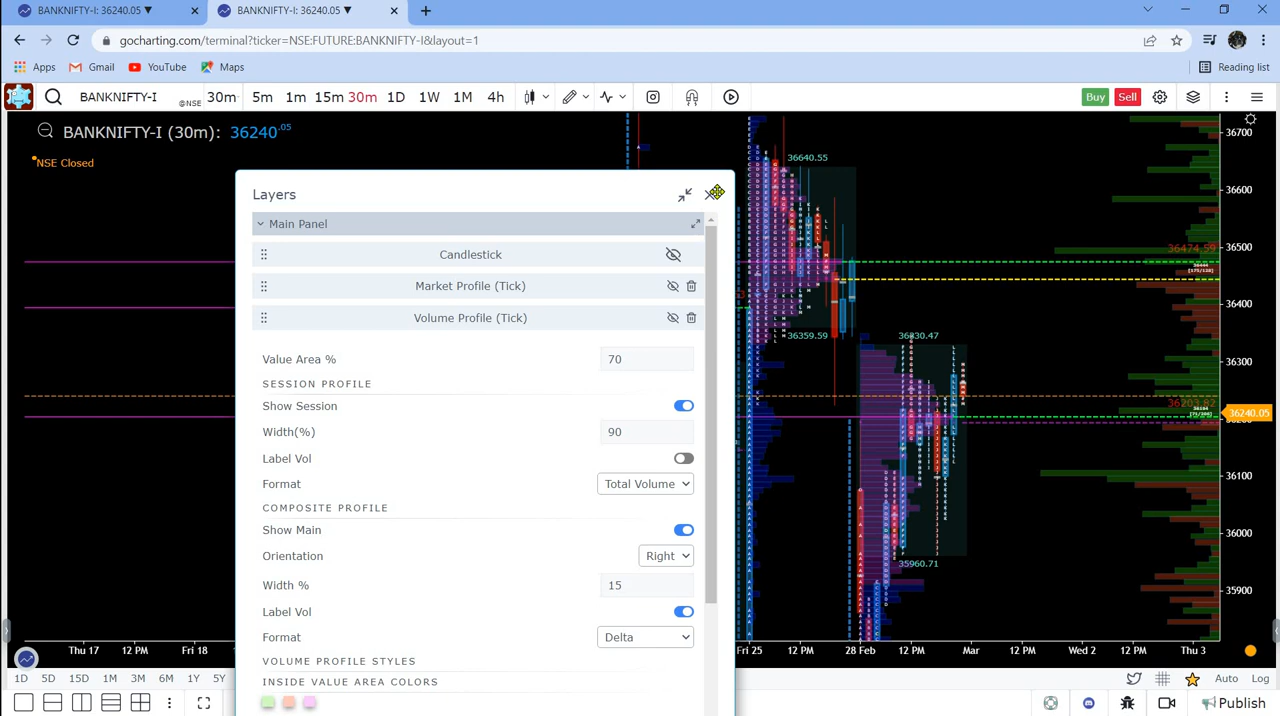 BANKNIFTY-I: 36240.05 ▼
BANKNIFTY-I: 36240.05 ▼
gocharting.com/terminal?ticker=NSE:FUTURE:BANKNIFTY-I&layout=1
Apps
Gmail
YouTube
Maps
Reading list
BANKNIFTY-I
@NSE
30m
5m
1m
15m
30m
1D
1W
1M
4h
Buy
Sell
BANKNIFTY-I (30m): 36240.05
NSE Closed
Layers
Main Panel
Candlestick
Market Profile (Tick)
Volume Profile (Tick)
Value Area %
70
SESSION PROFILE
Show Session
Width(%)
90
Label Vol
Format
Total Volume
COMPOSITE PROFILE
Show Main
Orientation
Right
Width %
15
Label Vol
Format
Delta
VOLUME PROFILE STYLES
INSIDE VALUE AREA COLORS
36640.55
36359.59
35960.71
36474.59
36203.82
36700
36600
36500
36400
36300
36240.05
36100
36000
35900
Thu 17
12 PM
Fri 18
Fri 25
12 PM
28 Feb
12 PM
Mar
12 PM
Wed 2
12 PM
Thu 3
1D
5D
15D
1M
3M
6M
1Y
5Y
Auto
Log
Publish